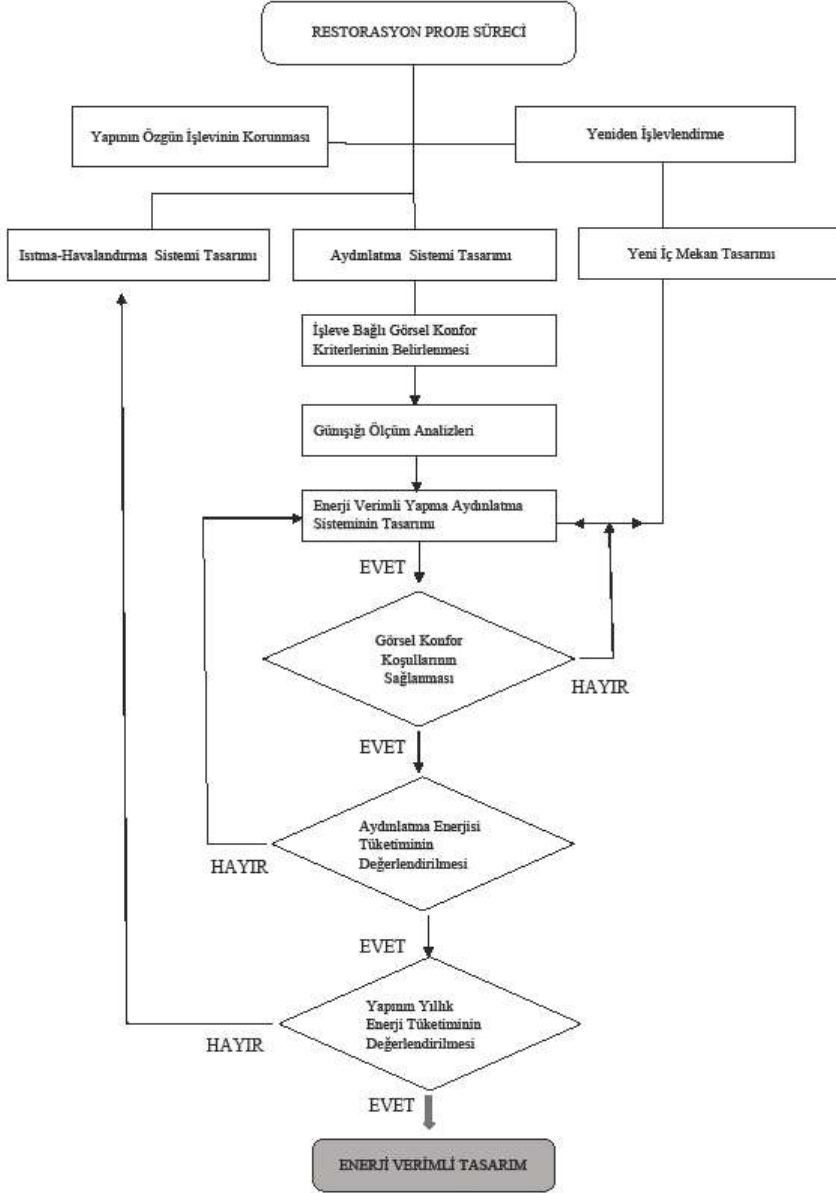 RESTORASYON PROJE SÜRECİ
Yapının Özgün İşlevinin Korunması
Yeniden İşlevlendirme
Isıtma-Havalandırma Sistemi Tasarımı
Aydınlatma Sistemi Tasarımı
Yeni İç Mekan Tasarımı
İşleve Bağlı Görsel Konfor
Kriterlerinin Belirlenmesi
Günışığı Ölçüm Analizleri
Enerji Verimli Yapma Aydınlatma
Sisteminin Tasarımı
EVET
Görsel Konfor
Koşullarının
Sağlanması
HAYIR
EVET
Aydınlatma Enerjisi
Tüketiminin
Değerlendirilmesi
HAYIR
EVET
Yapının Yıllık
Enerji Tüketiminin
Değerlendirilmesi
HAYIR
EVET
ENERJİ VERİMLİ TASARIM